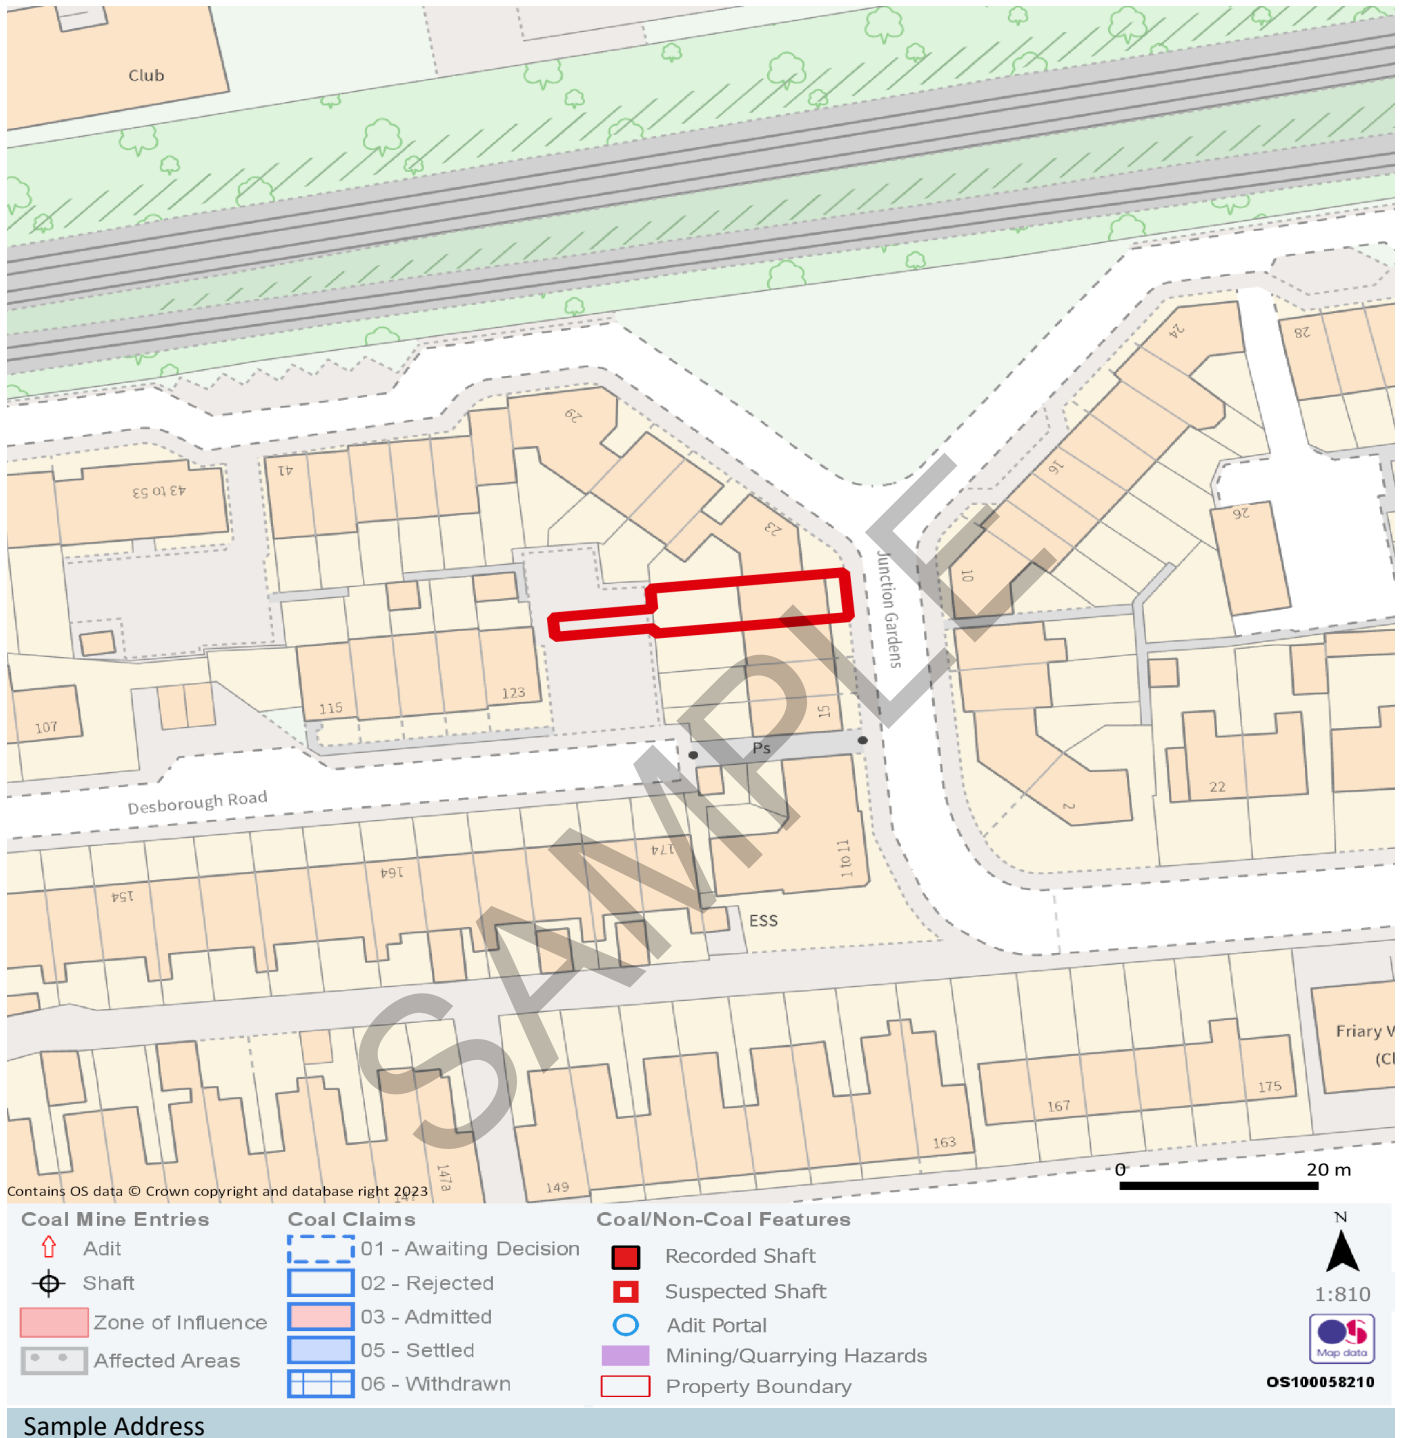 Club
24
28
29
41
43 to 53
16
23
26
10
Junction Gardens
123
115
107
15
Ps
22
2
Desborough Road
174
164
154
1 to 11
ESS
SAMPLE
Friary
175
167
163
147a
149
Contains OS data © Crown copyright and database right 2023
0 20 m
Coal Mine Entries
Adit
Shaft
Zone of Influence
Affected Areas
Coal Claims
01 - Awaiting Decision
02 - Rejected
03 - Admitted
05 - Settled
06 - Withdrawn
Coal/Non-Coal Features
Recorded Shaft
Suspected Shaft
Adit Portal
Mining/Quarrying Hazards
Property Boundary
N
1:810
OS
Map data
OS100058210
Sample Address